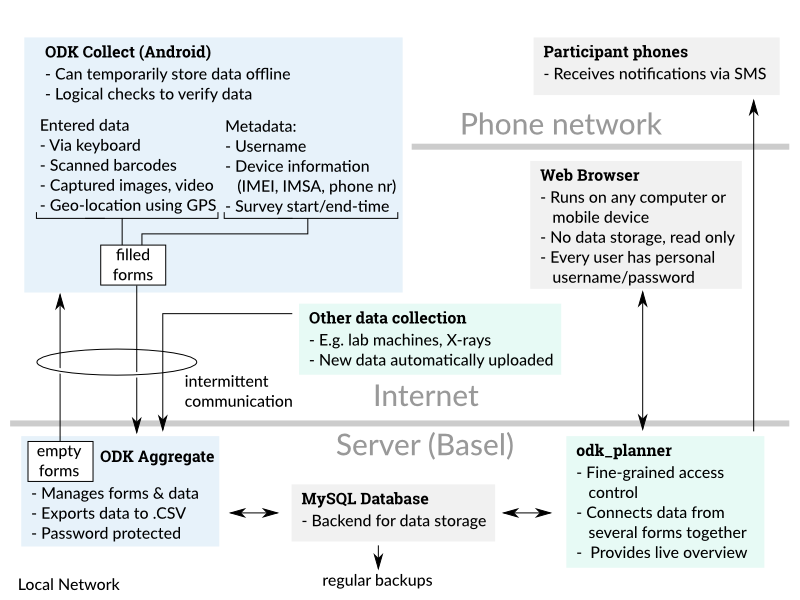 ODK Collect (Android)
- Can temporarily store data offline
- Logical checks to verify data
Entered data
- Via keyboard
- Scanned barcodes
- Captured images, video
- Geo-location using GPS
Metadata:
- Username
- Device information
(IMEI, IMSA, phone nr)
- Survey start/end-time
filled
forms
Participant phones
- Receives notifications via SMS
Phone network
Web Browser
- Runs on any computer or
mobile device
- No data storage, read only
- Every user has personal
username/password
Other data collection
- E.g. lab machines, X-rays
- New data automatically uploaded
intermittent
communication
Internet
Server (Basel)
empty
forms
ODK Aggregate
- Manages forms & data
- Exports data to .CSV
- Password protected
MySQL Database
- Backend for data storage
regular backups
odk_planner
- Fine-grained access
control
- Connects data from
several forms together
- Provides live overview
Local Network